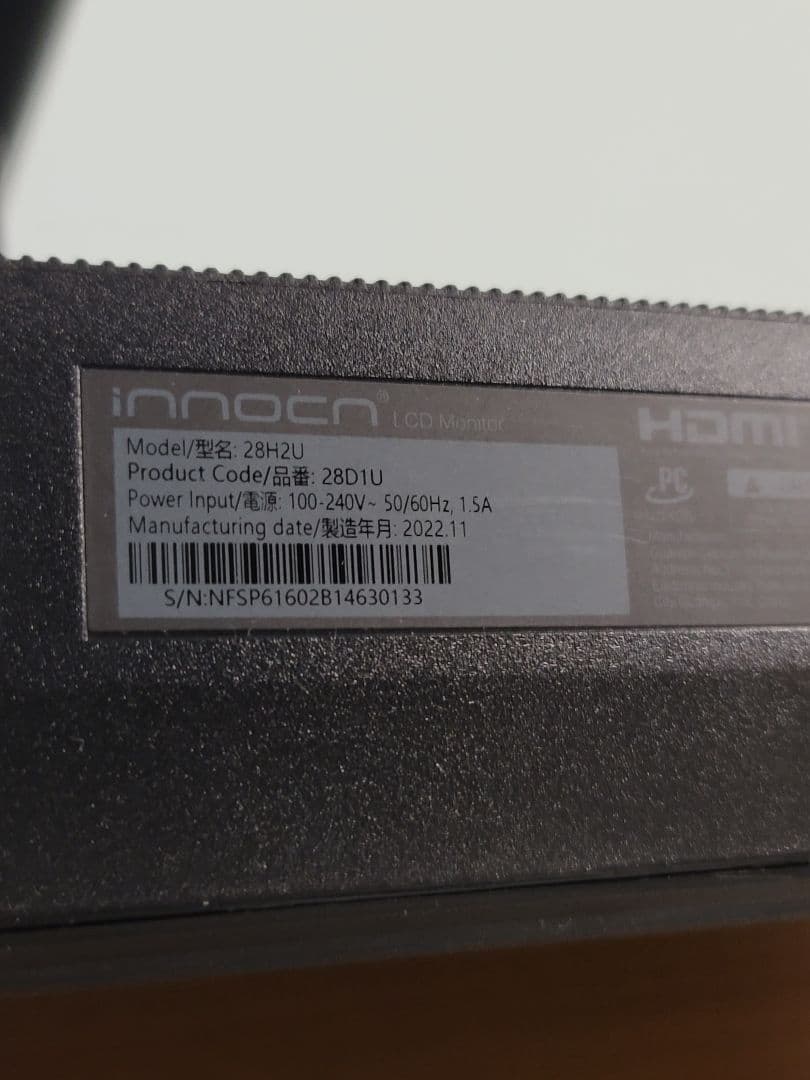 innocn® LCD Monitor
HDMI
Model/型名: 28H2U
Product Code/品番: 28D1U
Power Input/電源: 100-240V~ 50/60Hz, 1.5A
Manufacturing date/製造年月: 2022.11
S/N:NFSP61602B14630133
PC